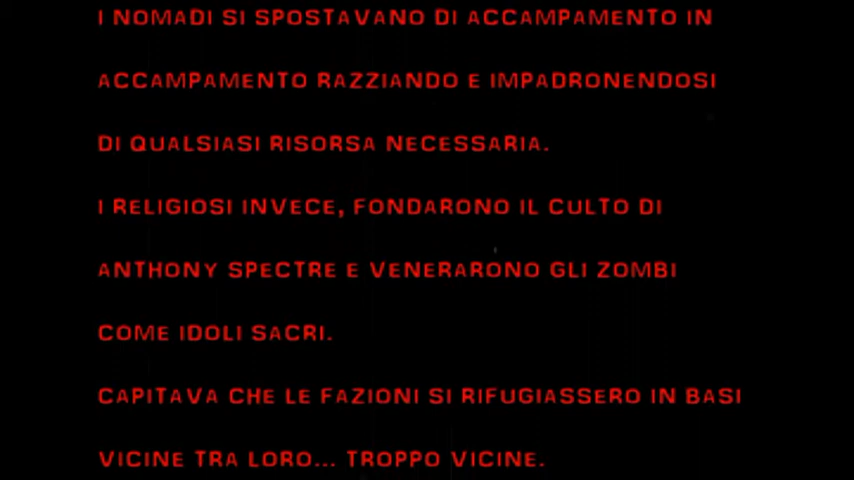 I NOMADI SI SPOSTAVANO DI ACCAMPAMENTO IN
ACCAMPAMENTO RAZZIANDO E IMPADRONENDOSI
DI QUALSIASI RISORSA NECESSARIA.
I RELIGIOSI INVECE, FONDARONO IL CULTO DI
ANTHONY SPECTRE E VENERARONO GLI ZOMBI
COME IDOLI SACRI.
CAPITAVA CHE LE FAZIONI SI RIFUGIASSERO IN BASI
VICINE TRA LORO... TROPPO VICINE.